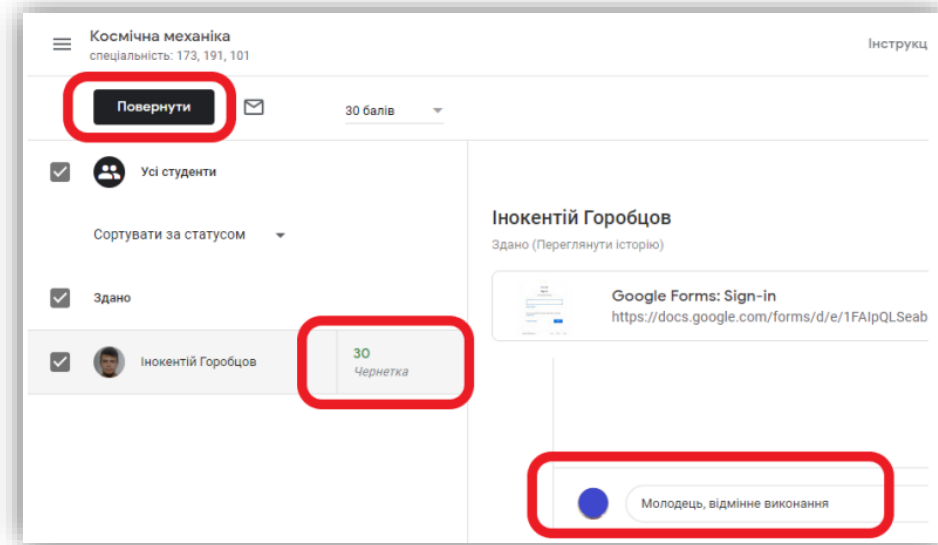 Космічна механіка
спеціальність: 173, 191, 101
Інструкц
Повернути
30 балів
Усі студенти
Сортувати за статусом
Здано
Інокентій Горобцов
30
Чернетка
Інокентій Горобцов
Здано (Переглянути історію)
Google Forms: Sign-in
https://docs.google.com/forms/d/e/1FAIpQLSeab
Молодець, відмінне виконання